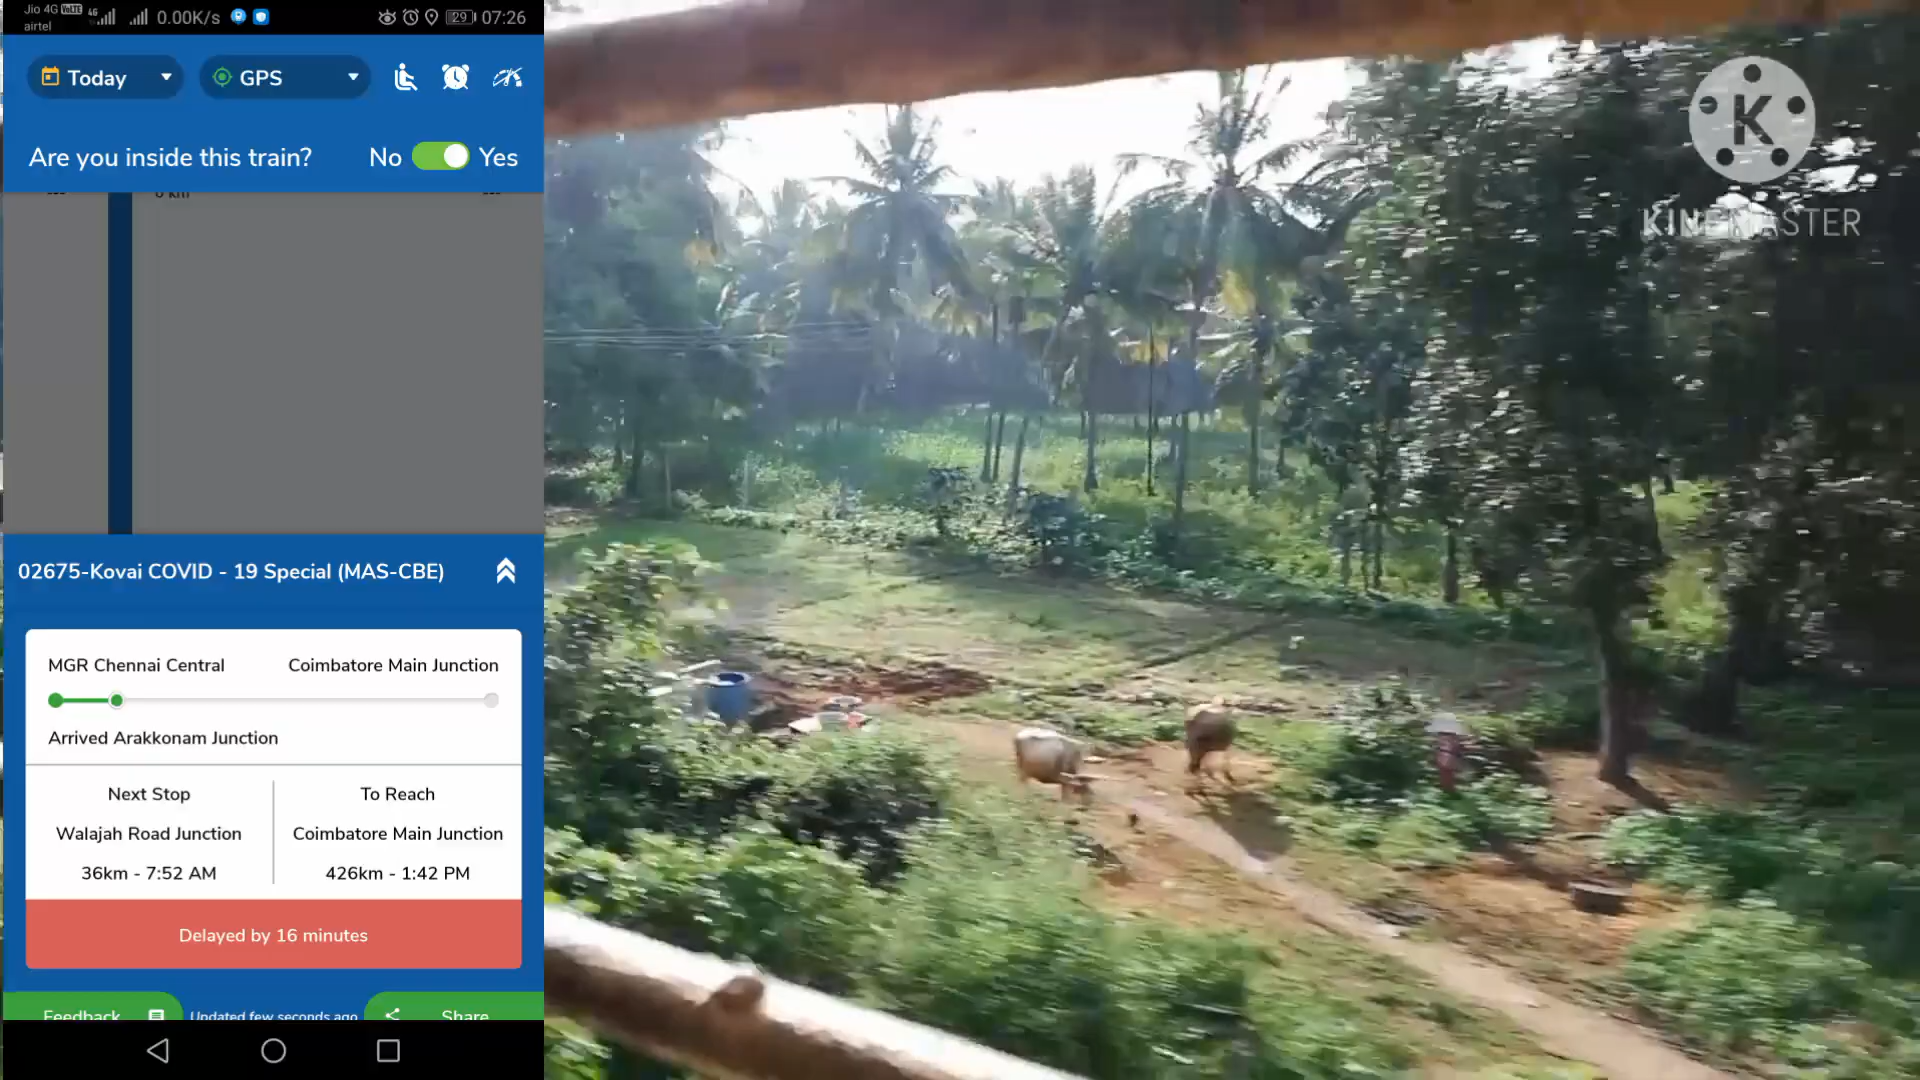 Jio 4G VoLTE
airtel
4G
0.00K/s
29
07:26
Today
GPS
Are you inside this train?
No
Yes
02675-Kovai COVID - 19 Special (MAS-CBE)
MGR Chennai Central
Coimbatore Main Junction
Arrived Arakkonam Junction
Next Stop
To Reach
Walajah Road Junction
Coimbatore Main Junction
36km - 7:52 AM
426km - 1:42 PM
Delayed by 16 minutes
Feedback
Updated few seconds ago
Share
K
KINEMASTER